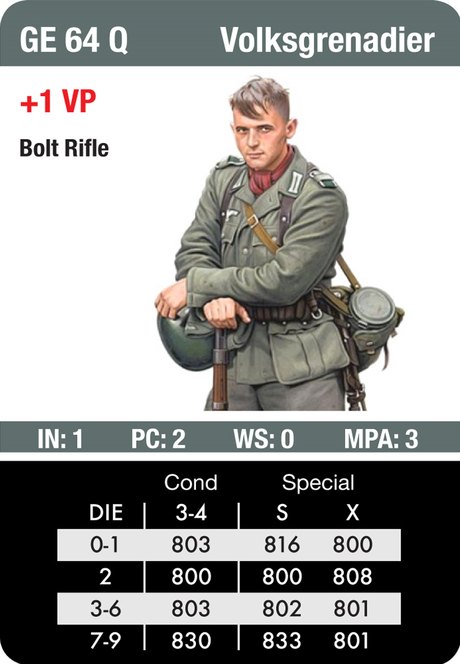 GE 64 Q Volksgrenadier
+1 VP
Bolt Rifle
IN: 1 PC: 2 WS: 0 MPA: 3
Cond Special
DIE 3-4 S X
0-1 803 816 800
2 800 800 808
3-6 803 802 801
7-9 830 833 801